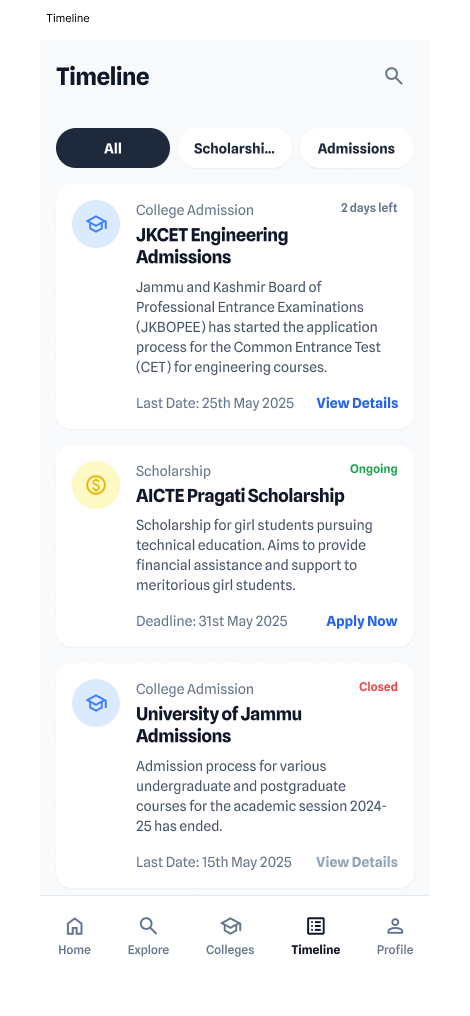 Timeline
Timeline
All
Scholarshi...
Admissions
College Admission
2 days left
JKCET Engineering
Admissions
Jammu and Kashmir Board of
Professional Entrance Examinations
(JKBOPEE) has started the application
process for the Common Entrance Test
(CET) for engineering courses.
Last Date: 25th May 2025
View Details
Scholarship
Ongoing
AICTE Pragati Scholarship
Scholarship for girl students pursuing
technical education. Aims to provide
financial assistance and support to
meritorious girl students.
Deadline: 31st May 2025
Apply Now
College Admission
Closed
University of Jammu
Admissions
Admission process for various
undergraduate and postgraduate
courses for the academic session 2024-
25 has ended.
Last Date: 15th May 2025
View Details
Home
Explore
Colleges
Timeline
Profile